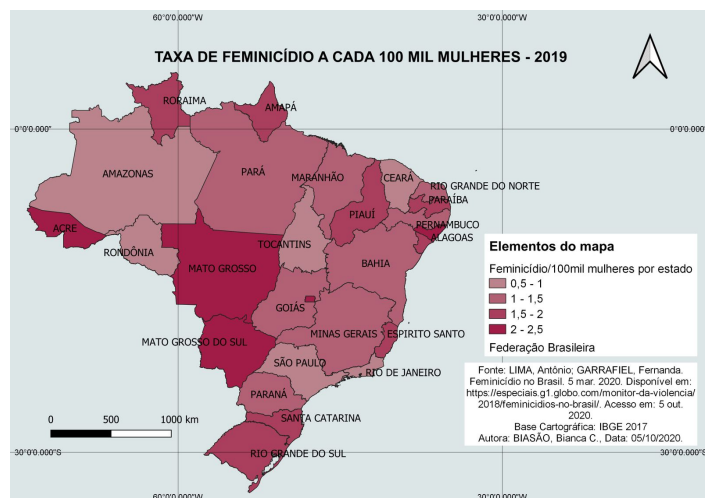 60°0'0.000"W
30°0'0.000"W
TAXA DE FEMINICÍDIO A CADA 100 MIL MULHERES - 2019
RORAIMA
AMAPÁ
0°0'0.000"
0°0'0.000"
AMAZONAS
PARÁ
MARANHÃO
CEARÁ
RIO GRANDE DO NORTE
PARAÍBA
PIAUÍ
PERNAMBUCO
ALAGOAS
ACRE
RONDÔNIA
TOCANTINS
MATO GROSSO
BAHIA
GOIÁS
MINAS GERAIS
ESPIRITO SANTO
MATO GROSSO DO SUL
SÃO PAULO
RIO DE JANEIRO
PARANÁ
SANTA CATARINA
RIO GRANDE DO SUL
Elementos do mapa
Feminicídio/100mil mulheres por estado
0,5 - 1
1 - 1,5
1,5 - 2
2 - 2,5
Federação Brasileira
Fonte: LIMA, Antônio; GARRAFIEL, Fernanda.
Feminicídio no Brasil. 5 mar. 2020. Disponível em:
https://especiais.g1.globo.com/monitor-da-violencia/
2018/feminicidios-no-brasil/. Acesso em: 5 out.
2020.
Base Cartográfica: IBGE 2017
Autora: BIASÃO, Bianca C., Data: 05/10/2020.
0 500 1000 km
30°0'0.000"S
30°0'0.000"S
60°0'0.000"W
30°0'0.000"W